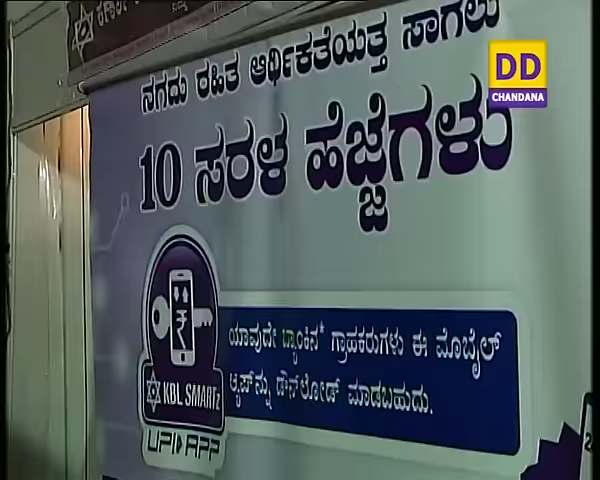 ನಗದು ರಹಿತ ಆರ್ಥಿಕತೆಯತ್ತ ಸಾಗಲು
DD
CHANDANA
10 ಸರಳ ಹೆಜ್ಜೆಗಳು
ಯಾವುದೇ ಬ್ಯಾಂಕಿನ* ಗ್ರಾಹಕರುಗಳು ಈ ಮೊಬೈಲ್
ಆ್ಯಪ್‌ನ್ನು ಡೌನ್‌ಲೋಡ್ ಮಾಡಬಹುದು.
₹
KBL SMARTz
UPI APP